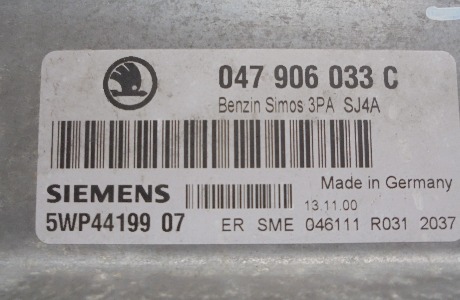 047 906 033 C
Benzin Simos 3PA SJ4A
Made in Germany
SIEMENS
13.11.00
5WP44199 07 ER SME 046111 R031 2037